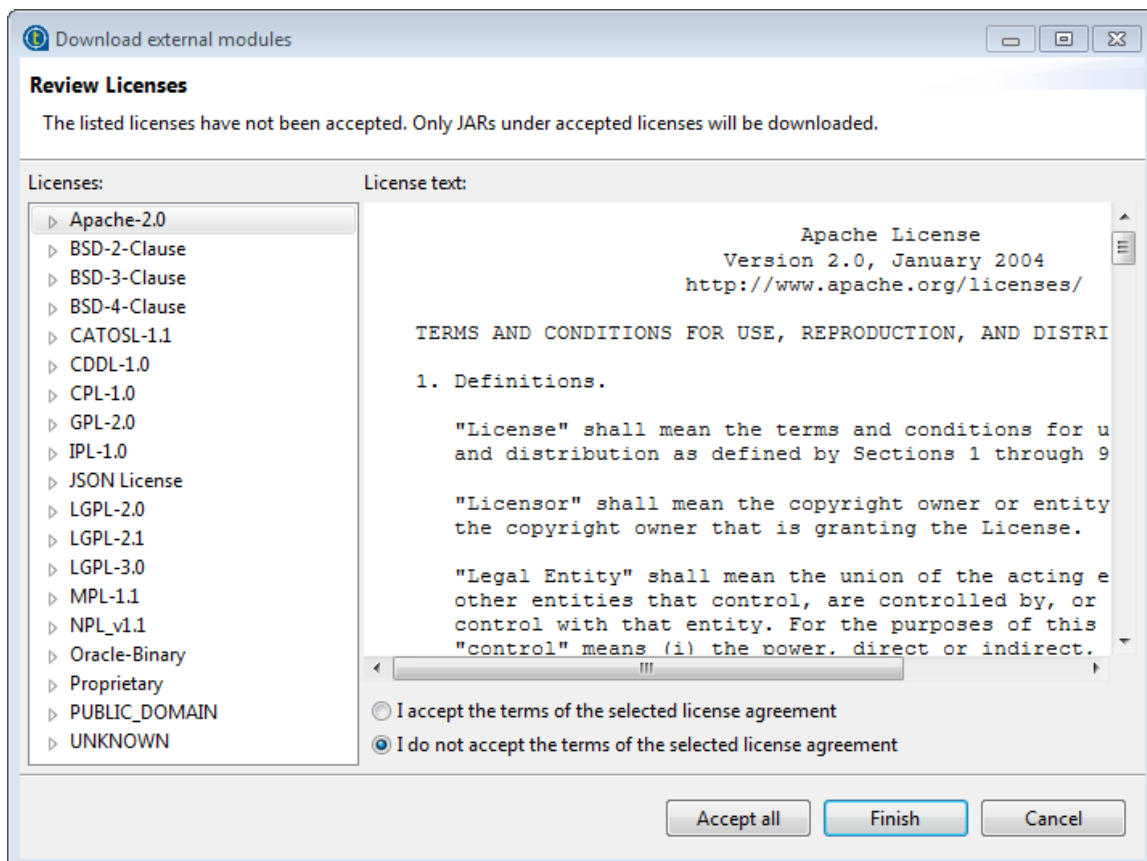 Download external modules
Review Licenses
The listed licenses have not been accepted. Only JARs under accepted licenses will be downloaded.
Licenses:
Apache-2.0
BSD-2-Clause
BSD-3-Clause
BSD-4-Clause
CATOSL-1.1
CDDL-1.0
CPL-1.0
GPL-2.0
IPL-1.0
JSON License
LGPL-2.0
LGPL-2.1
LGPL-3.0
MPL-1.1
NPL_v1.1
Oracle-Binary
Proprietary
PUBLIC_DOMAIN
UNKNOWN
License text:
Apache License
Version 2.0, January 2004
http://www.apache.org/licenses/
TERMS AND CONDITIONS FOR USE, REPRODUCTION, AND DISTRI
1. Definitions.
"License" shall mean the terms and conditions for u
and distribution as defined by Sections 1 through 9
"Licensor" shall mean the copyright owner or entity
the copyright owner that is granting the License.
"Legal Entity" shall mean the union of the acting e
other entities that control, are controlled by, or
control with that entity. For the purposes of this
"control" means (i) the power, direct or indirect,
I accept the terms of the selected license agreement
I do not accept the terms of the selected license agreement
Accept all
Finish
Cancel